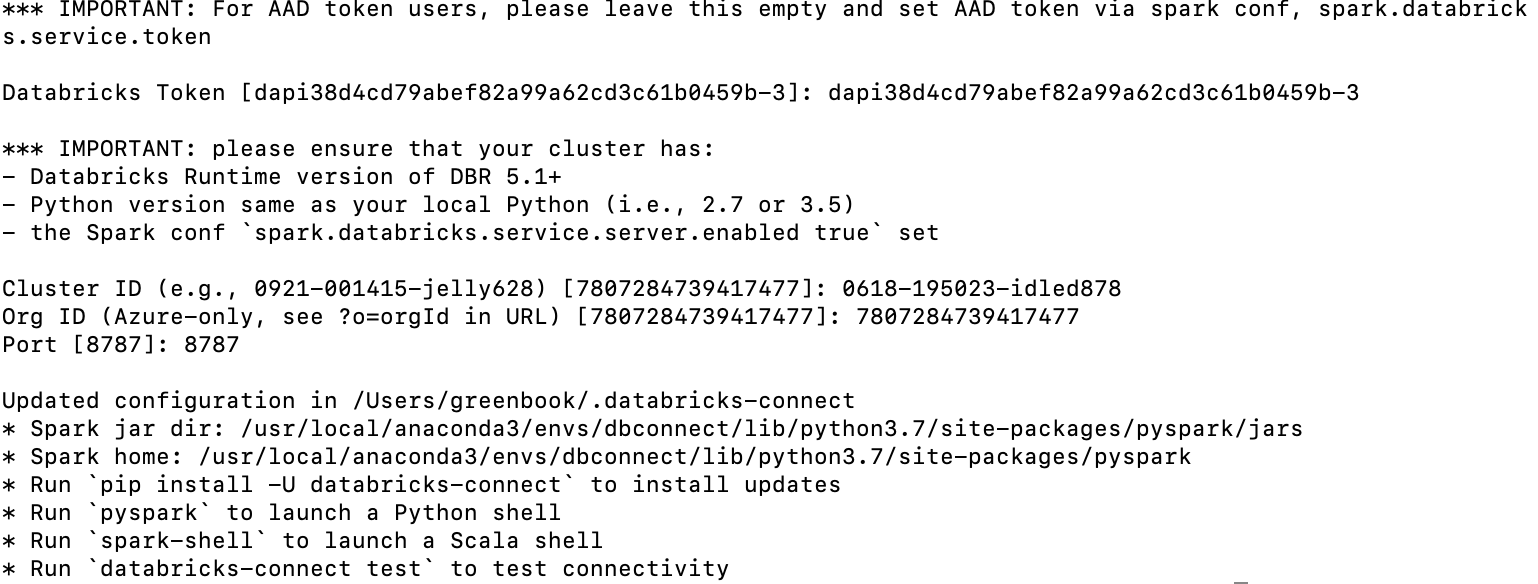 *** IMPORTANT: For AAD token users, please leave this empty and set AAD token via spark conf, spark.databrick
s.service.token
Databricks Token [dapi38d4cd79abef82a99a62cd3c61b0459b-3]: dapi38d4cd79abef82a99a62cd3c61b0459b-3
*** IMPORTANT: please ensure that your cluster has:
- Databricks Runtime version of DBR 5.1+
- Python version same as your local Python (i.e., 2.7 or 3.5)
- the Spark conf `spark.databricks.service.server.enabled true` set
Cluster ID (e.g., 0921-001415-jelly628) [7807284739417477]: 0618-195023-idled878
Org ID (Azure-only, see ?o=orgId in URL) [7807284739417477]: 7807284739417477
Port [8787]: 8787
Updated configuration in /Users/greenbook/.databricks-connect
* Spark jar dir: /usr/local/anaconda3/envs/dbconnect/lib/python3.7/site-packages/pyspark/jars
* Spark home: /usr/local/anaconda3/envs/dbconnect/lib/python3.7/site-packages/pyspark
* Run `pip install -U databricks-connect` to install updates
* Run `pyspark` to launch a Python shell
* Run `spark-shell` to launch a Scala shell
* Run `databricks-connect test` to test connectivity